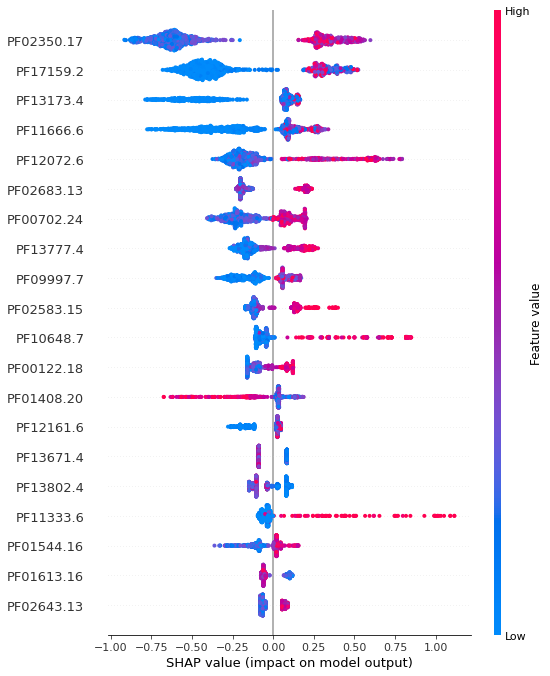 High
PF02350.17
PF17159.2
PF13173.4
PF11666.6
PF12072.6
PF02683.13
PF00702.24
PF13777.4
PF09997.7
PF02583.15
PF10648.7
PF00122.18
PF01408.20
PF12161.6
PF13671.4
PF13802.4
PF11333.6
PF01544.16
PF01613.16
PF02643.13
Feature value
Low
−1.00 −0.75 −0.50 −0.25 0.00 0.25 0.50 0.75 1.00
SHAP value (impact on model output)